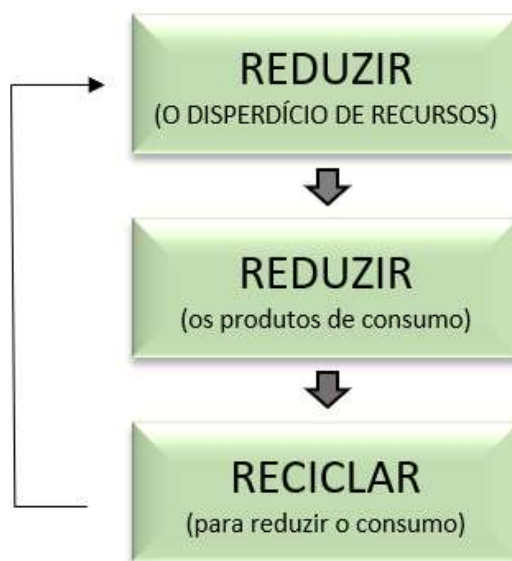 REDUZIR
(O DISPERDÍCIO DE RECURSOS)
REDUZIR
(os produtos de consumo)
RECICLAR
(para reduzir o consumo)